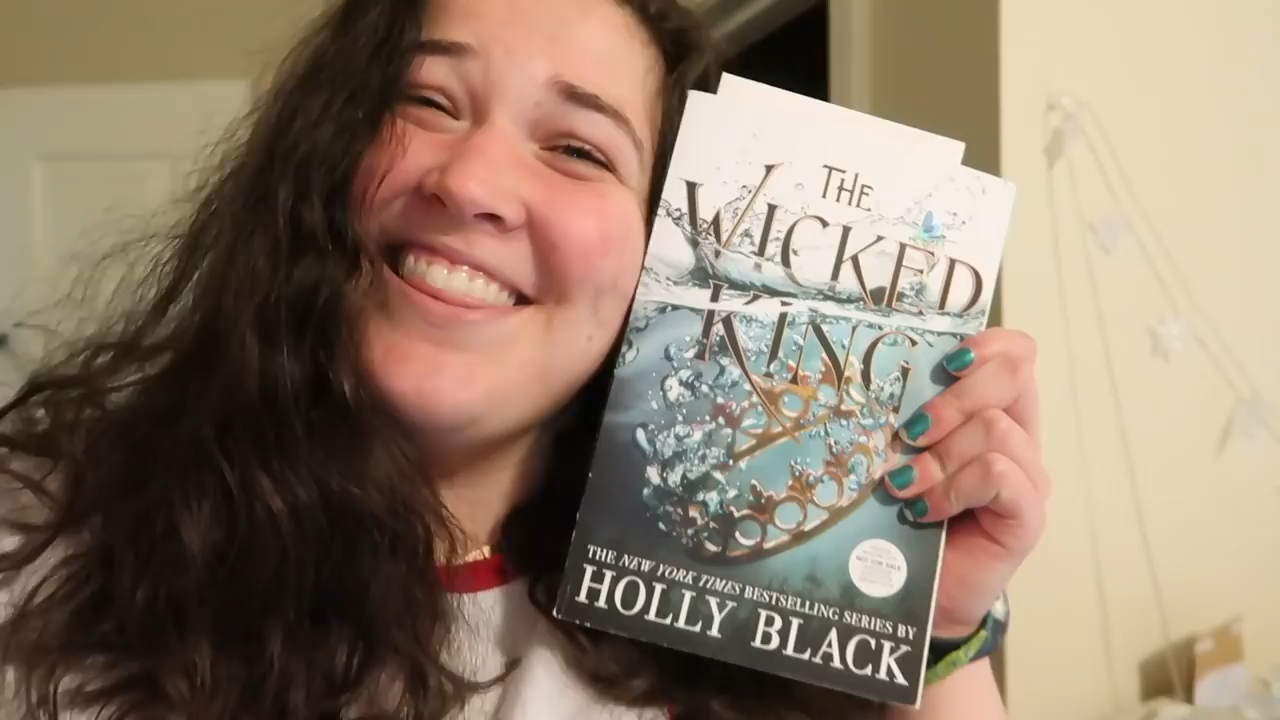 THE
WICKED
KING
NOT FOR SALE
THE NEW YORK TIMES BESTSELLING SERIES BY
HOLLY BLACK